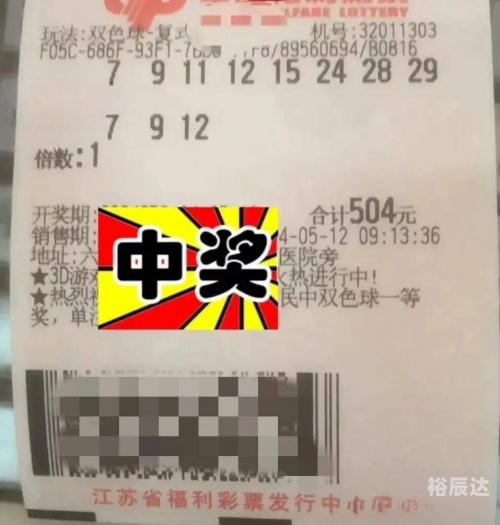 玩法:双色球-复式
机号:32011303
F05C-686F-93F1-7 /89560694/B0816
7 9 11 12 15 24 28 29
7 9 12
倍数:1
开奖期:
合计504元
销售期 4-05-12 09:13:36
地址:六 医院旁
★3D游戏 火热进行中!
★热烈祝 民中双色球一等
奖,单注
中奖
江苏省福利彩票发行中
裕辰达